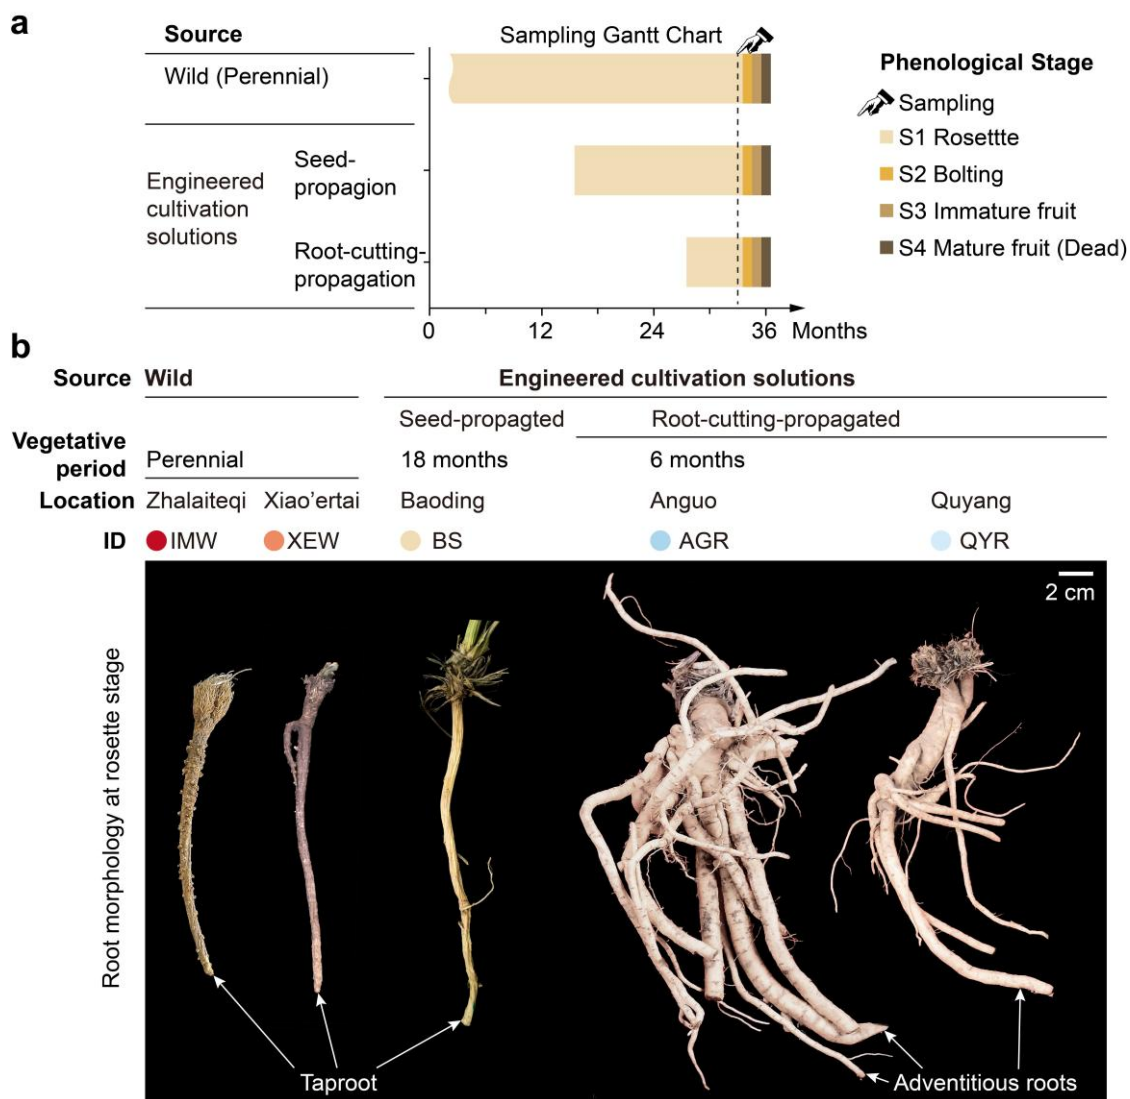 a
Source
Sampling Gantt Chart
Wild (Perennial)
Engineered
cultivation
solutions
Seed-
propagion
Root-cutting-
propagation
0 12 24 36 Months
Phenological Stage
Sampling
S1 Rosettte
S2 Bolting
S3 Immature fruit
S4 Mature fruit (Dead)
b
Source Wild Engineered cultivation solutions
Seed-propagted Root-cutting-propagated
Vegetative
period
Perennial 18 months 6 months
Location Zhalaiteqi Xiao’ertai Baoding Anguo Quyang
ID IMW XEW BS AGR QYR
2 cm
Root morphology at rosette stage
Taproot
Adventitious roots